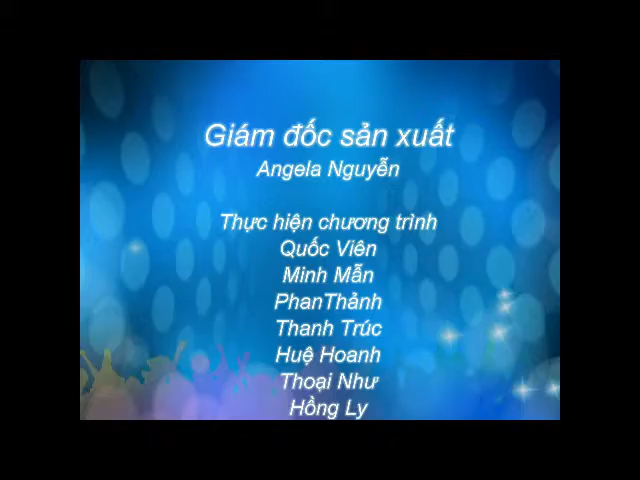 Giám đốc sản xuất
Angela Nguyễn
Thực hiện chương trình
Quốc Viên
Minh Mẫn
PhanThảnh
Thanh Trúc
Huệ Hoanh
Thoại Như
Hồng Ly